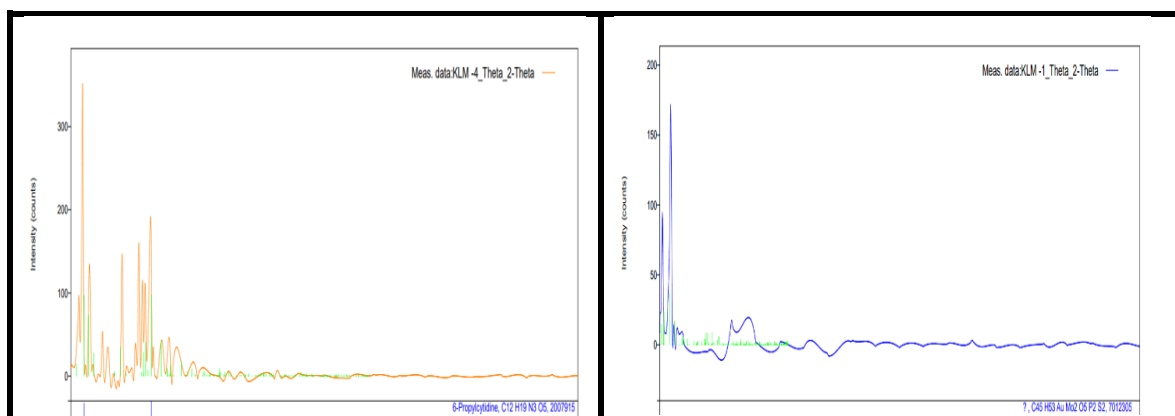 Meas. data:KLM -4_Theta_2-Theta
Intensity (counts)
300
200
100
0
6-Propylcytidine, C12 H19 N3 O5, 2007915
Meas. data:KLM -1_Theta_2-Theta
Intensity (counts)
200
150
100
50
0
? , C45 H53 Au Mo2 O5 P2 S2, 7012305